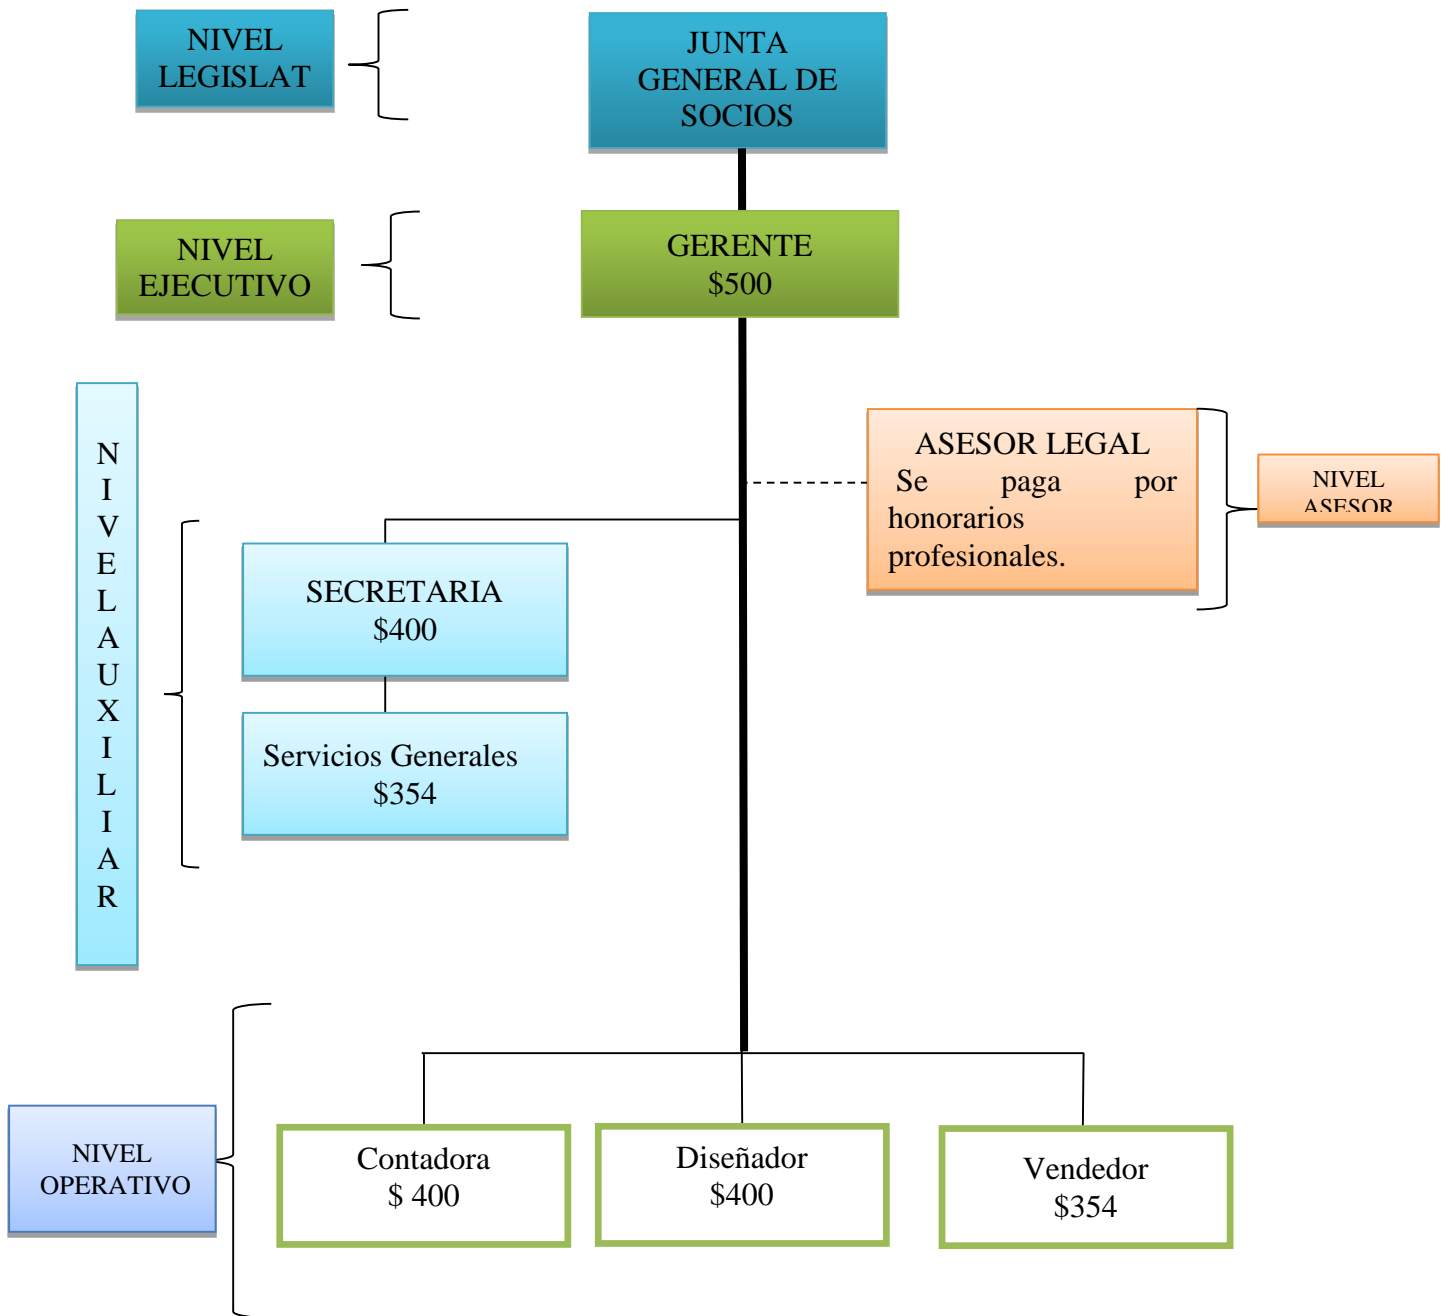 NIVEL
LEGISLAT
JUNTA
GENERAL DE
SOCIOS
NIVEL
EJECUTIVO
GERENTE
$500
N
I
V
E
L
A
U
X
I
L
I
A
R
ASESOR LEGAL
Se paga por
honorarios
profesionales.
NIVEL
ASESOR
SECRETARIA
$400
Servicios Generales
$354
NIVEL
OPERATIVO
Contadora
$ 400
Diseñador
$400
Vendedor
$354